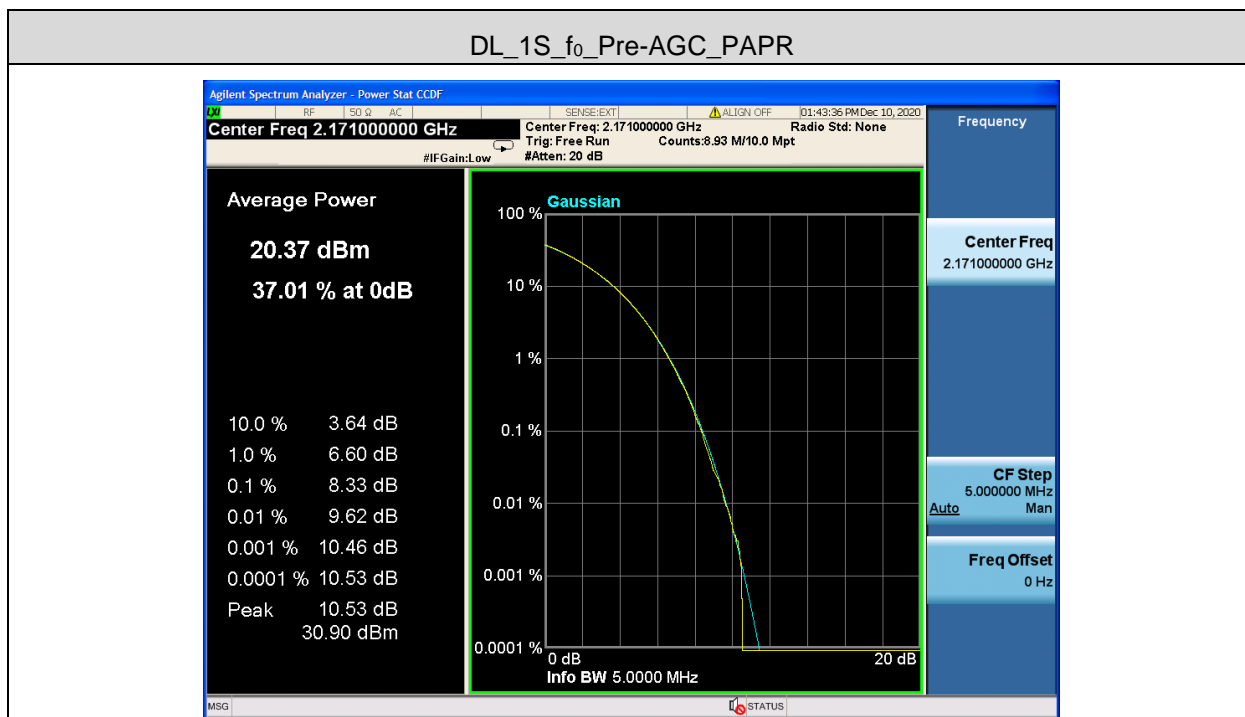 DL_1S_f₀_Pre-AGC_PAPR
Agilent Spectrum Analyzer - Power Stat CCDF
LXI RF 50 Ω AC SENSE:EXT ALIGN OFF 01:43:36 PM Dec 10, 2020
Center Freq 2.171000000 GHz
#IFGain:Low
Center Freq: 2.171000000 GHz Radio Std: None
Trig: Free Run Counts:8.93 M/10.0 Mpt
#Atten: 20 dB
Average Power
20.37 dBm
37.01 % at 0dB
10.0 % 3.64 dB
1.0 % 6.60 dB
0.1 % 8.33 dB
0.01 % 9.62 dB
0.001 % 10.46 dB
0.0001 % 10.53 dB
Peak 10.53 dB
30.90 dBm
Gaussian
100 %
10 %
1 %
0.1 %
0.01 %
0.001 %
0.0001 %
0 dB 20 dB
Info BW 5.0000 MHz
Frequency
Center Freq
2.171000000 GHz
CF Step
5.000000 MHz
Auto Man
Freq Offset
0 Hz
MSG STATUS